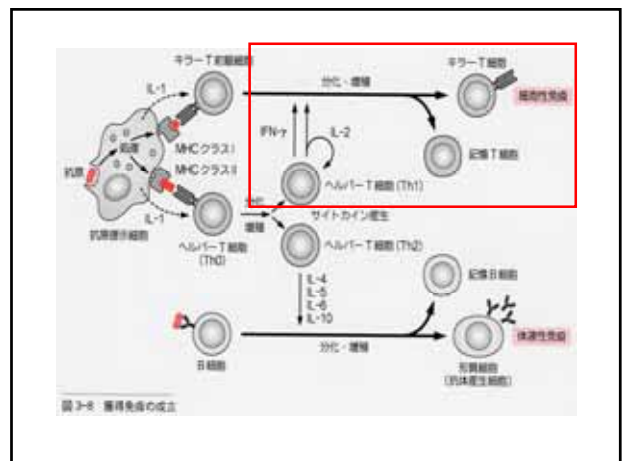 キラーT前駆細胞
キラーT細胞
IL-1
分化・増殖
細胞性免疫
IFN-γ
IL-2
処理
MHCクラスI
記憶T細胞
抗原
MHCクラスII
ヘルパーT細胞(Th1)
分化
IL-1
増殖
サイトカイン産生
抗原提示細胞
ヘルパーT細胞
(Th0)
ヘルパーT細胞(Th2)
IL-4
IL-5
IL-6
IL-10
記憶B細胞
分化・増殖
体液性免疫
B細胞
形質細胞
(抗体産生細胞)
図3-8 獲得免疫の成立